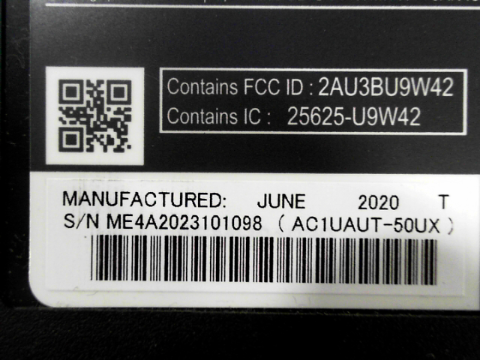 Contains FCC ID : 2AU3BU9W42
Contains IC : 25625-U9W42
MANUFACTURED: JUNE 2020 T
S/N ME4A2023101098 ( AC1UAUT-50UX )